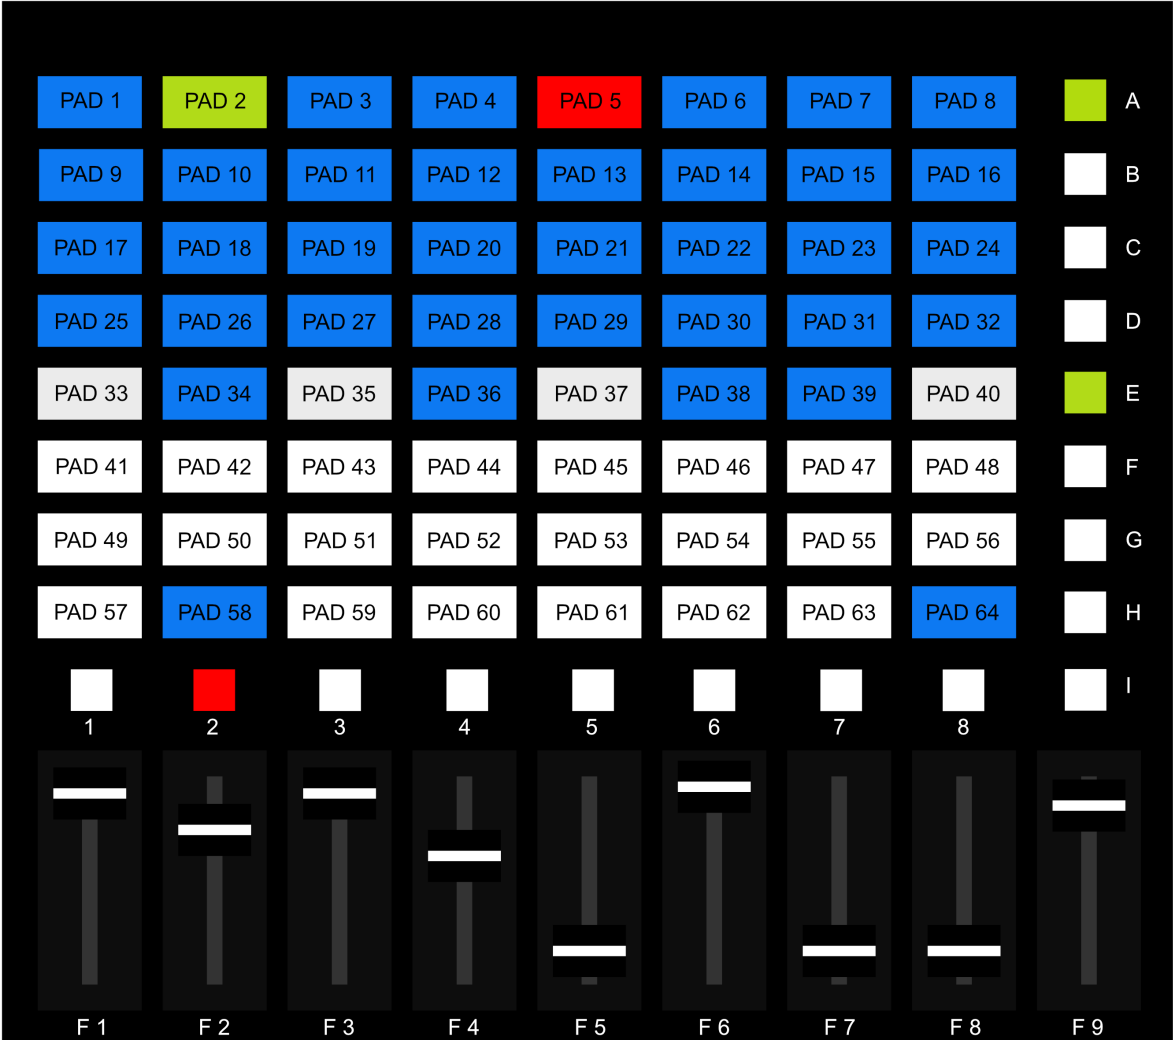 PAD 1 PAD 2 PAD 3 PAD 4 PAD 5 PAD 6 PAD 7 PAD 8 A
PAD 9 PAD 10 PAD 11 PAD 12 PAD 13 PAD 14 PAD 15 PAD 16 B
PAD 17 PAD 18 PAD 19 PAD 20 PAD 21 PAD 22 PAD 23 PAD 24 C
PAD 25 PAD 26 PAD 27 PAD 28 PAD 29 PAD 30 PAD 31 PAD 32 D
PAD 33 PAD 34 PAD 35 PAD 36 PAD 37 PAD 38 PAD 39 PAD 40 E
PAD 41 PAD 42 PAD 43 PAD 44 PAD 45 PAD 46 PAD 47 PAD 48 F
PAD 49 PAD 50 PAD 51 PAD 52 PAD 53 PAD 54 PAD 55 PAD 56 G
PAD 57 PAD 58 PAD 59 PAD 60 PAD 61 PAD 62 PAD 63 PAD 64 H
I
1 2 3 4 5 6 7 8
F 1 F 2 F 3 F 4 F 5 F 6 F 7 F 8 F 9